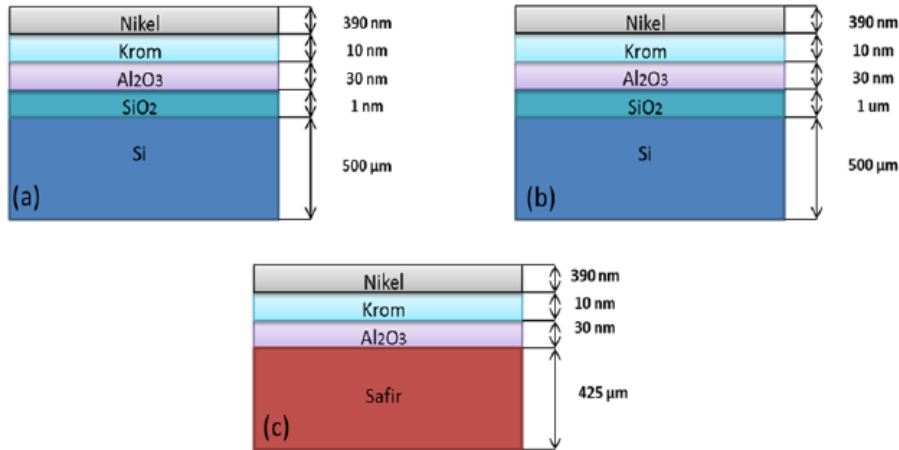 Nikel 390 nm
Krom 10 nm
Al2O3 30 nm
SiO2 1 nm
Si 500 µm
(a)
Nikel 390 nm
Krom 10 nm
Al2O3 30 nm
SiO2 1 um
Si 500 µm
(b)
Nikel 390 nm
Krom 10 nm
Al2O3 30 nm
Safir 425 µm
(c)